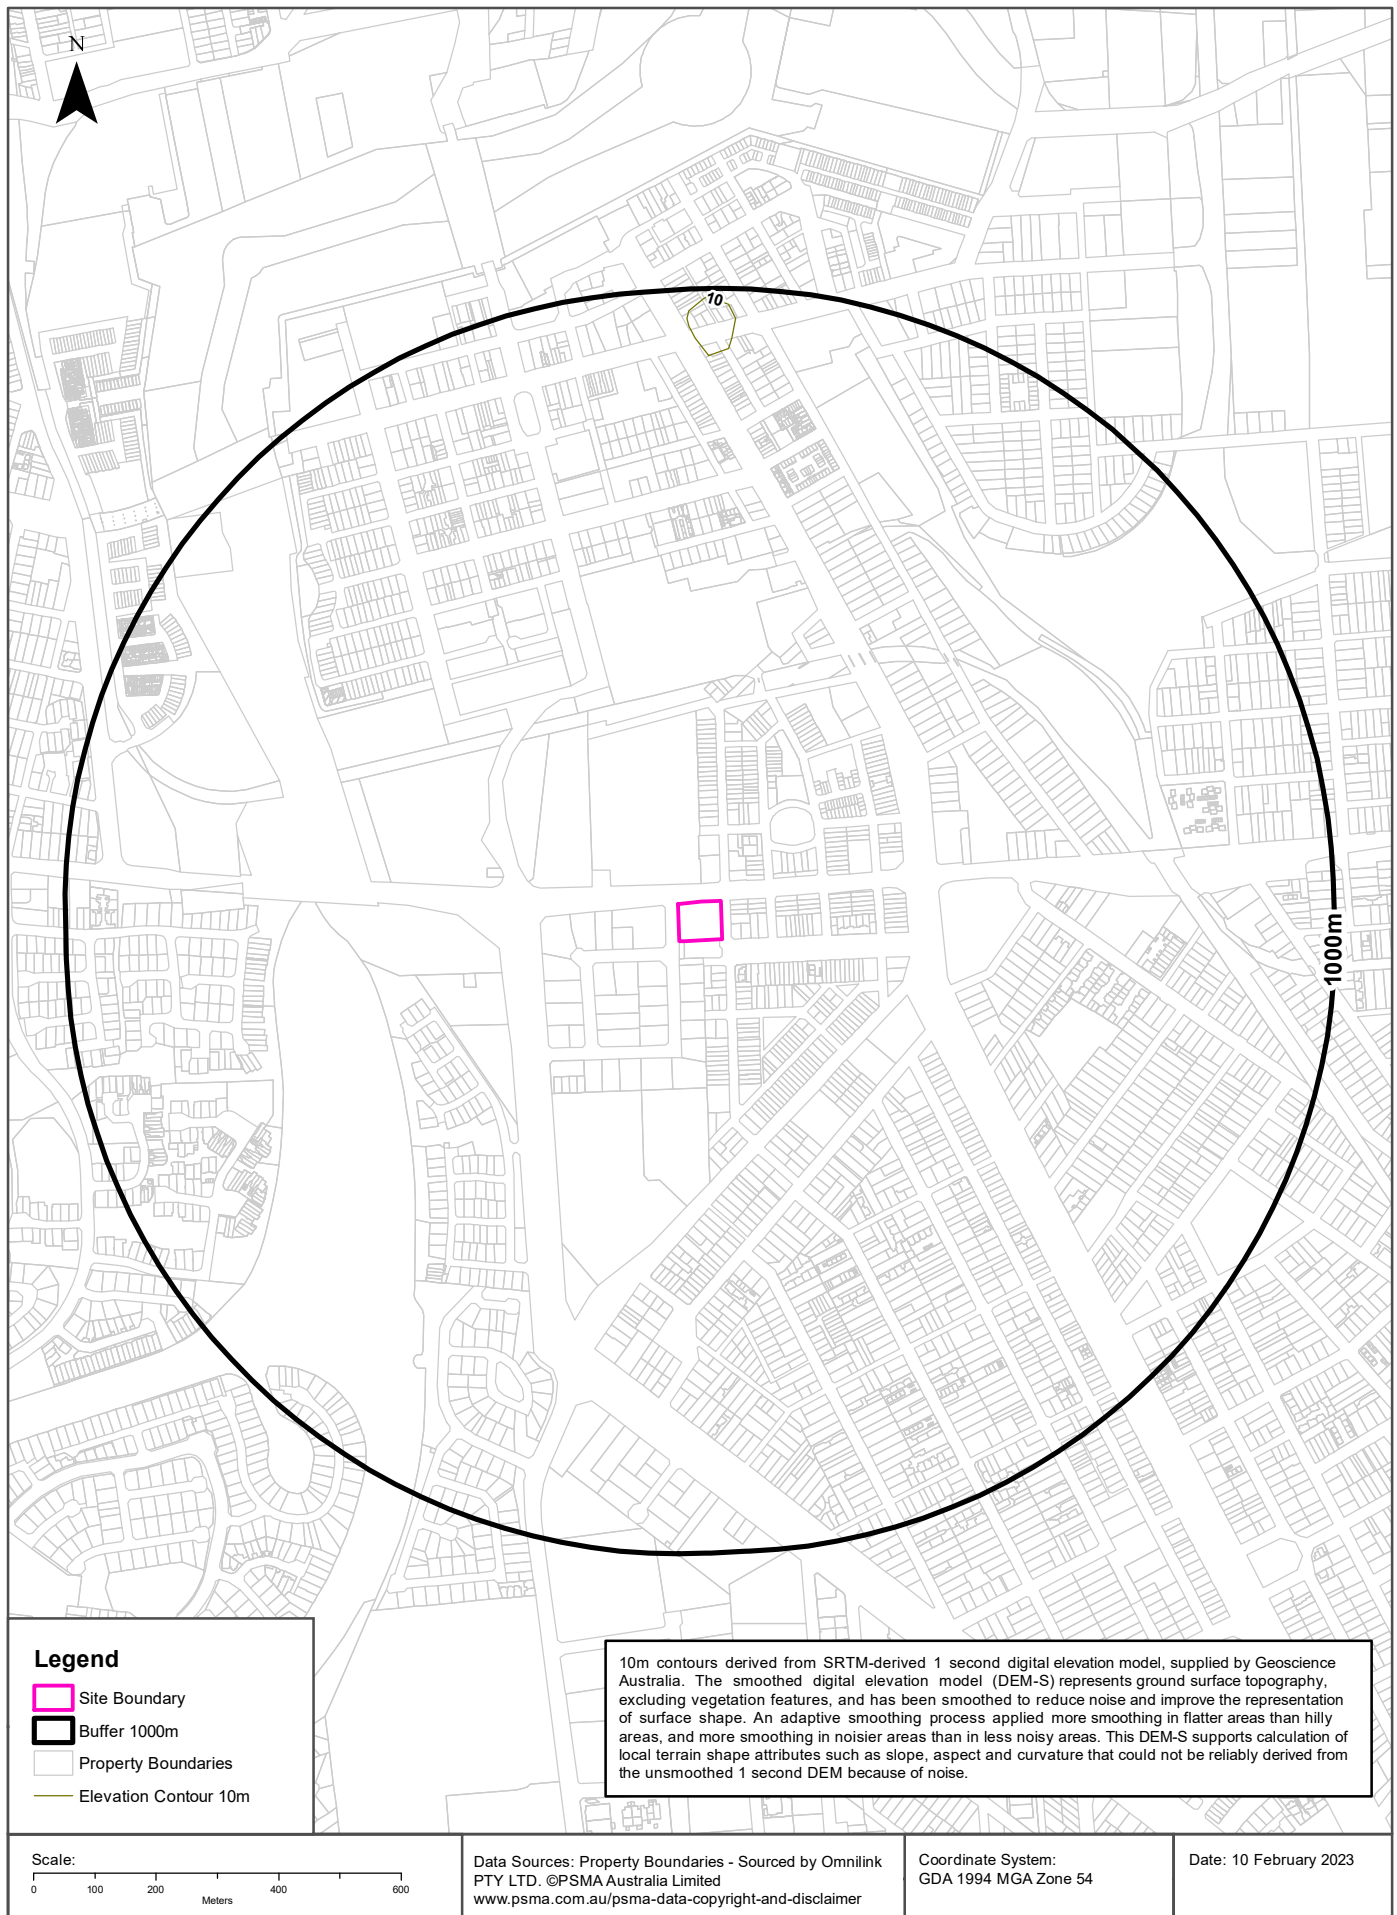 N
10
1000m
Legend
Site Boundary
Buffer 1000m
Property Boundaries
Elevation Contour 10m
10m contours derived from SRTM-derived 1 second digital elevation model, supplied by Geoscience
Australia. The smoothed digital elevation model (DEM-S) represents ground surface topography,
excluding vegetation features, and has been smoothed to reduce noise and improve the representation
of surface shape. An adaptive smoothing process applied more smoothing in flatter areas than hilly
areas, and more smoothing in noisier areas than in less noisy areas. This DEM-S supports calculation of
local terrain shape attributes such as slope, aspect and curvature that could not be reliably derived from
the unsmoothed 1 second DEM because of noise.
Scale:
0 100 200 400 600
Meters
Data Sources: Property Boundaries - Sourced by Omnilink
PTY LTD. ©PSMA Australia Limited
www.psma.com.au/psma-data-copyright-and-disclaimer
Coordinate System:
GDA 1994 MGA Zone 54
Date: 10 February 2023